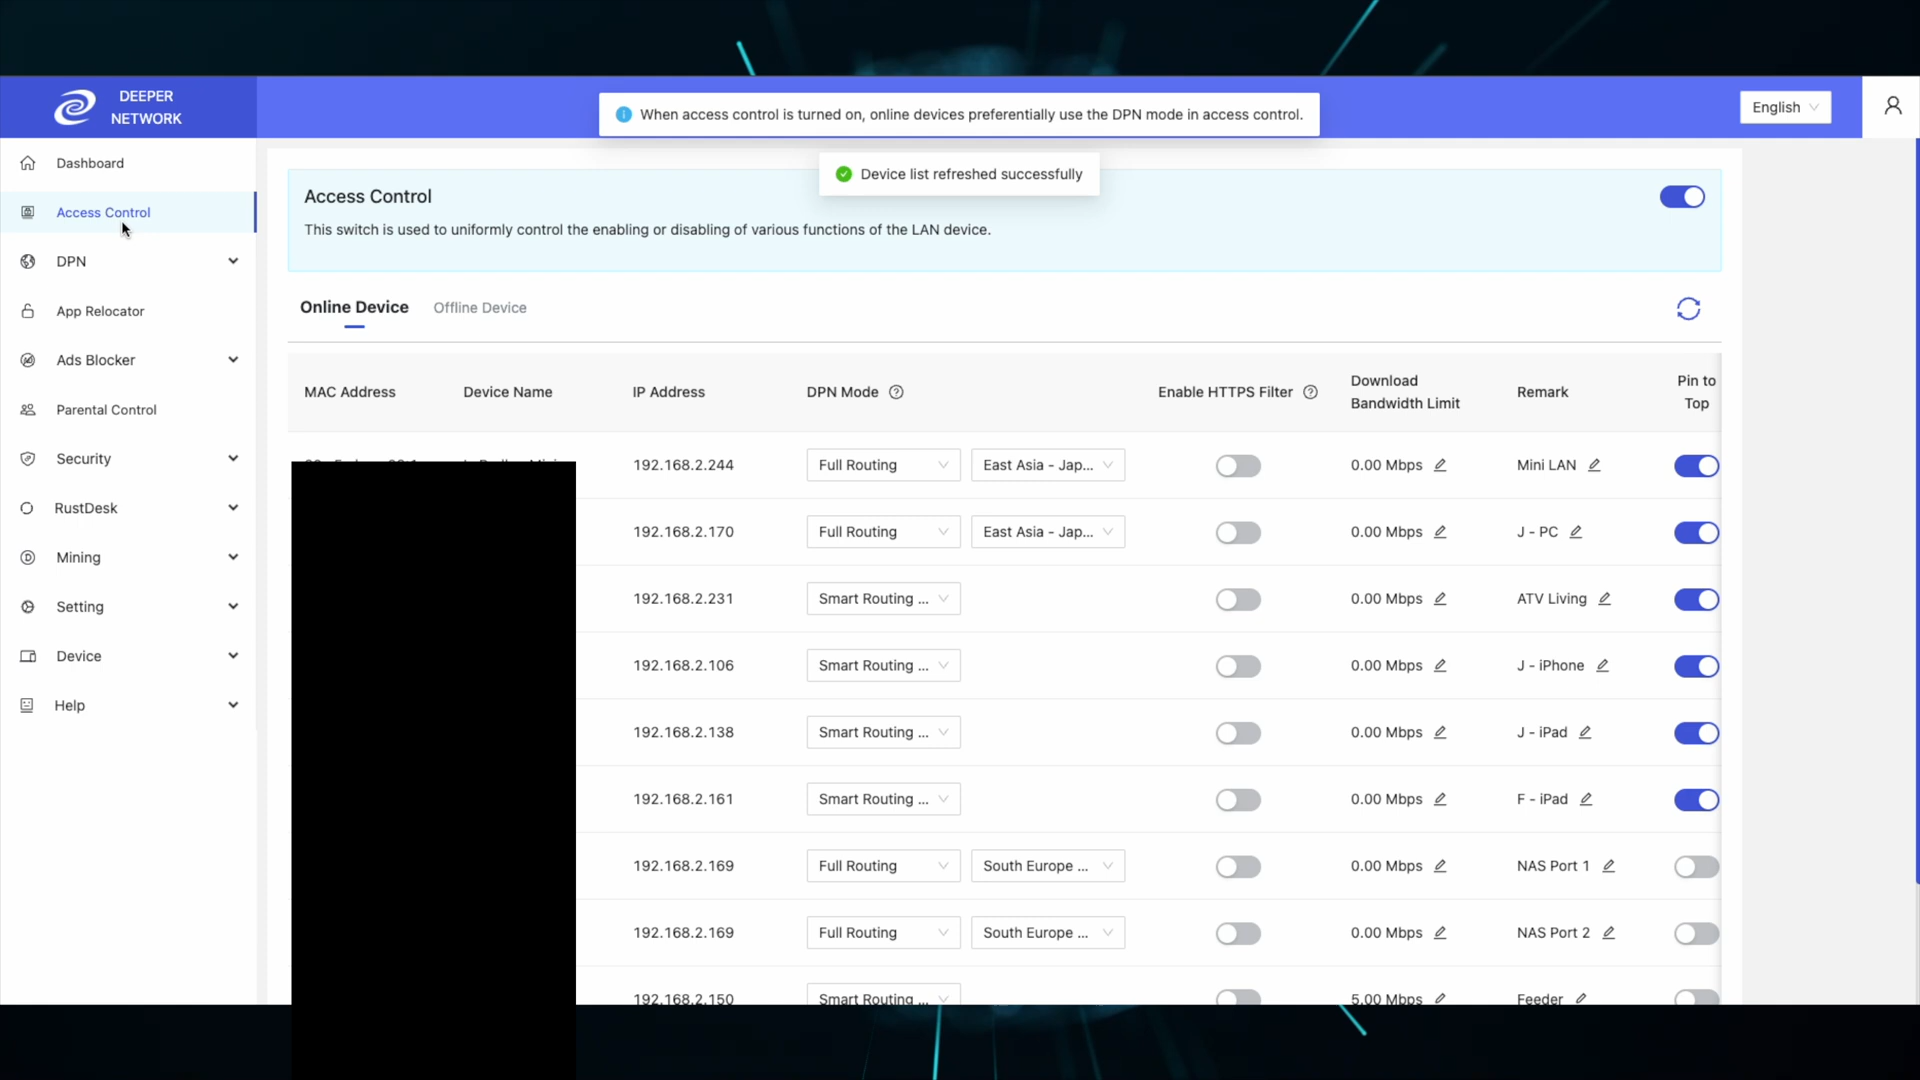 DEEPER
NETWORK
When access control is turned on, online devices preferentially use the DPN mode in access control.
English
Dashboard
Device list refreshed successfully
Access Control
Access Control
This switch is used to uniformly control the enabling or disabling of various functions of the LAN device.
DPN
App Relocator
Ads Blocker
Parental Control
Security
RustDesk
Mining
Setting
Device
Help
Online Device Offline Device
MAC Address Device Name IP Address DPN Mode Enable HTTPS Filter Download Bandwidth Limit Remark Pin to Top
192.168.2.244 Full Routing East Asia - Jap... 0.00 Mbps Mini LAN
192.168.2.170 Full Routing East Asia - Jap... 0.00 Mbps J - PC
192.168.2.231 Smart Routing ... 0.00 Mbps ATV Living
192.168.2.106 Smart Routing ... 0.00 Mbps J - iPhone
192.168.2.138 Smart Routing ... 0.00 Mbps J - iPad
192.168.2.161 Smart Routing ... 0.00 Mbps F - iPad
192.168.2.169 Full Routing South Europe ... 0.00 Mbps NAS Port 1
192.168.2.169 Full Routing South Europe ... 0.00 Mbps NAS Port 2
192.168.2.150 Smart Routing ... 5.00 Mbps Feeder